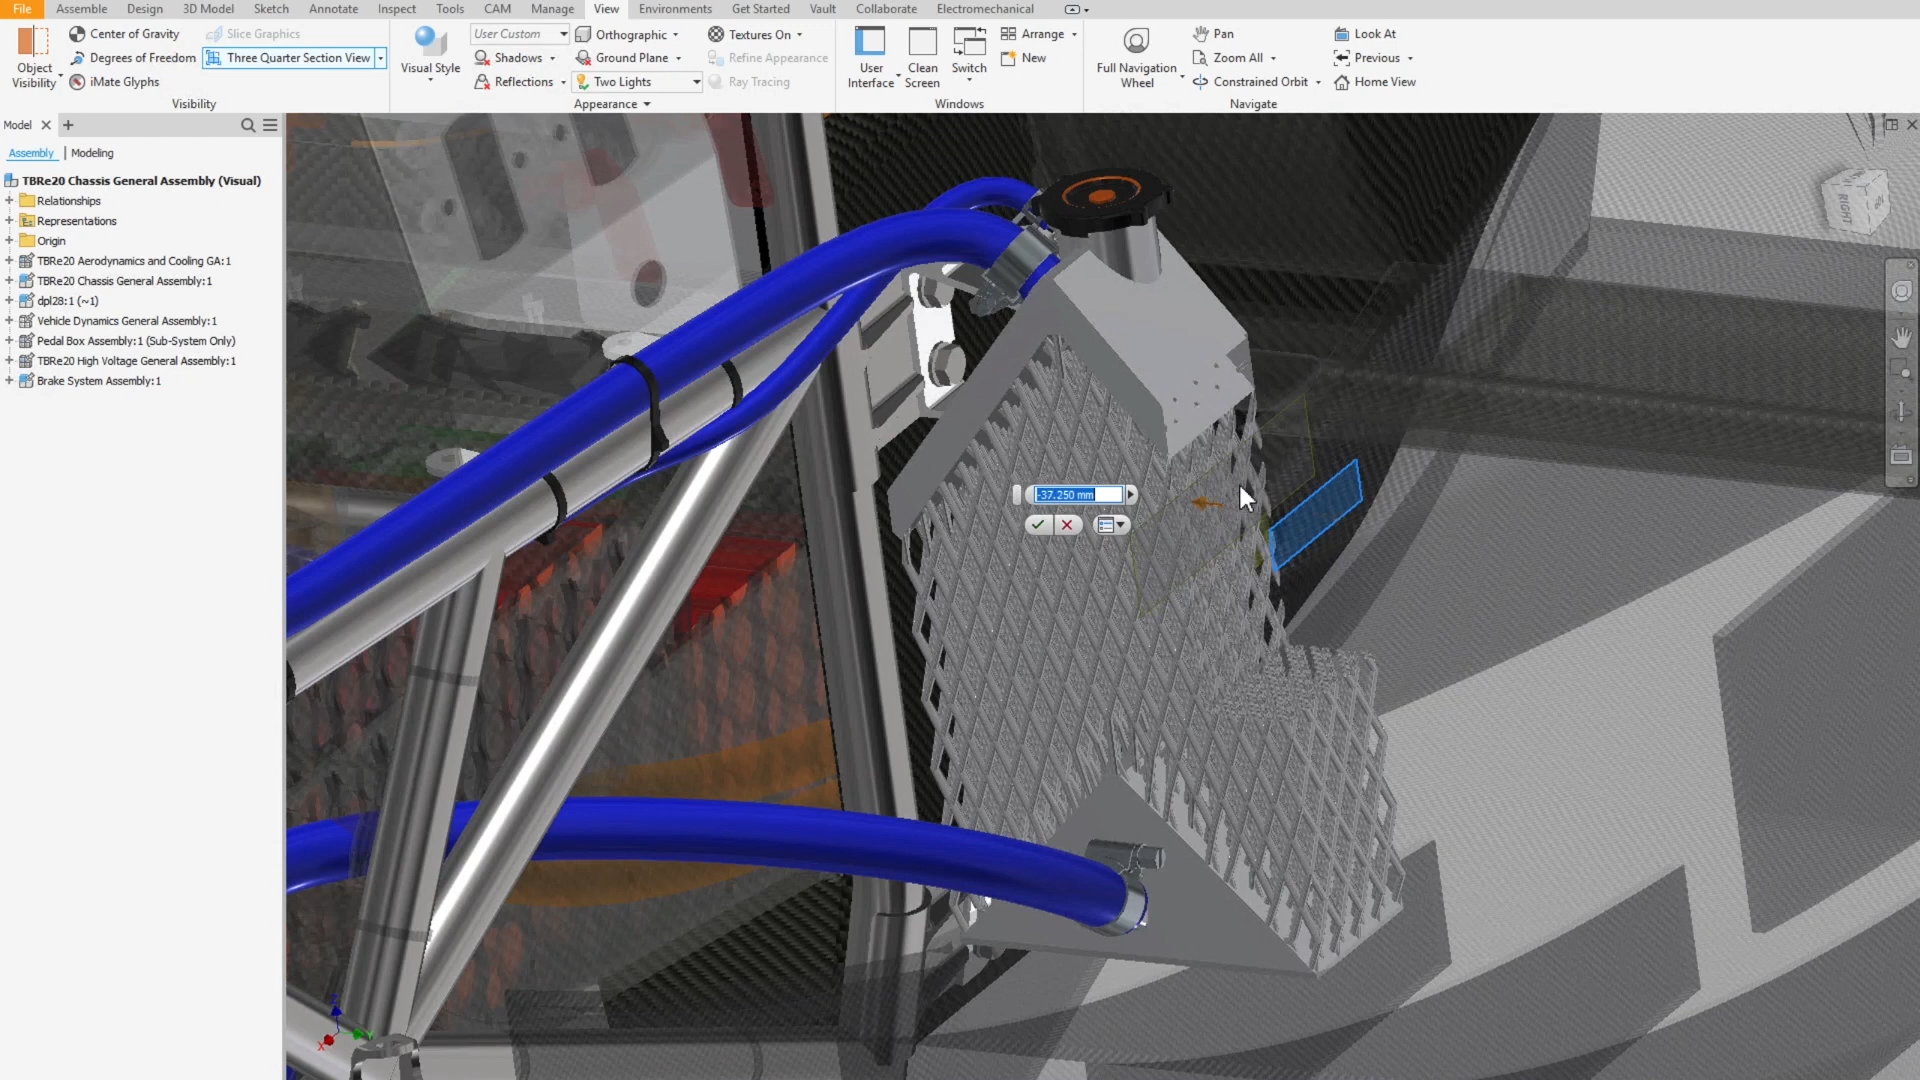 File Assemble Design 3D Model Sketch Annotate Inspect Tools CAM Manage View Environments Get Started Vault Collaborate Electromechanical
Object Visibility
Center of Gravity
Degrees of Freedom
iMate Glyphs
Slice Graphics
Three Quarter Section View
Visibility
Visual Style
User Custom
Shadows
Reflections
Orthographic
Ground Plane
Two Lights
Textures On
Refine Appearance
Ray Tracing
Appearance
User Interface
Clean Screen
Switch
Arrange
New
Windows
Full Navigation Wheel
Pan
Zoom All
Constrained Orbit
Look At
Previous
Home View
Navigate
Model
Assembly | Modeling
TBRe20 Chassis General Assembly (Visual)
Relationships
Representations
Origin
TBRe20 Aerodynamics and Cooling GA:1
TBRe20 Chassis General Assembly:1
dpl28:1 (~1)
Vehicle Dynamics General Assembly:1
Pedal Box Assembly:1 (Sub-System Only)
TBRe20 High Voltage General Assembly:1
Brake System Assembly:1
-37.250 mm
RIGHT
X